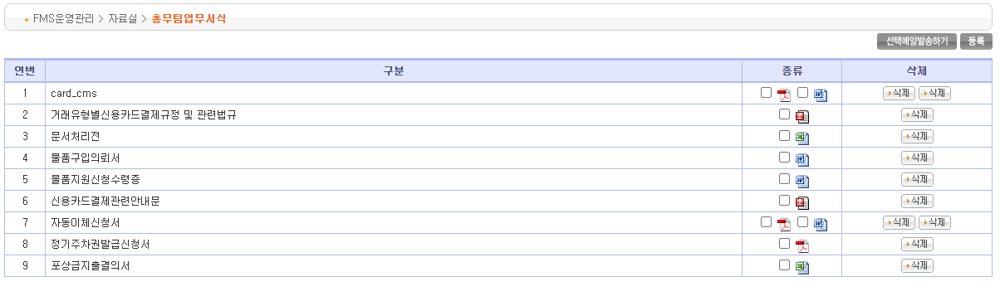 FMS운영관리 > 자료실 > 총무팀업무서식
선택메일발송하기 등록
연번 구분 종류 삭제
1 card_cms 삭제 삭제
2 거래유형별신용카드결제규정 및 관련법규 삭제
3 문서처리전 삭제
4 물품구입의뢰서 삭제
5 물품지원신청수령증 삭제
6 신용카드결제관련안내문 삭제
7 자동이체신청서 삭제 삭제
8 정기주차권발급신청서 삭제
9 포상금지출결의서 삭제